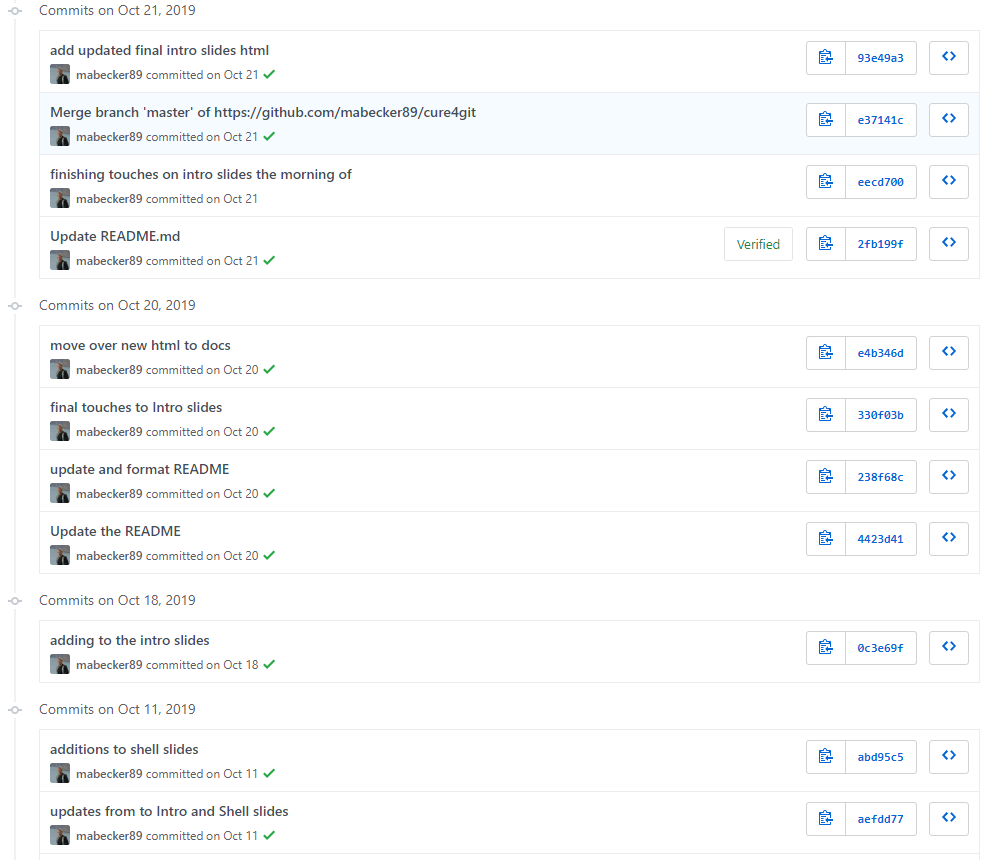 Commits on Oct 21, 2019
add updated final intro slides html
mabecker89 committed on Oct 21
93e49a3
Merge branch 'master' of https://github.com/mabecker89/cure4git
mabecker89 committed on Oct 21
e37141c
finishing touches on intro slides the morning of
mabecker89 committed on Oct 21
eecd700
Update README.md
mabecker89 committed on Oct 21
Verified
2fb199f
Commits on Oct 20, 2019
move over new html to docs
mabecker89 committed on Oct 20
e4b346d
final touches to Intro slides
mabecker89 committed on Oct 20
330f03b
update and format README
mabecker89 committed on Oct 20
238f68c
Update the README
mabecker89 committed on Oct 20
4423d41
Commits on Oct 18, 2019
adding to the intro slides
mabecker89 committed on Oct 18
0c3e69f
Commits on Oct 11, 2019
additions to shell slides
mabecker89 committed on Oct 11
abd95c5
updates from to Intro and Shell slides
mabecker89 committed on Oct 11
aefdd77